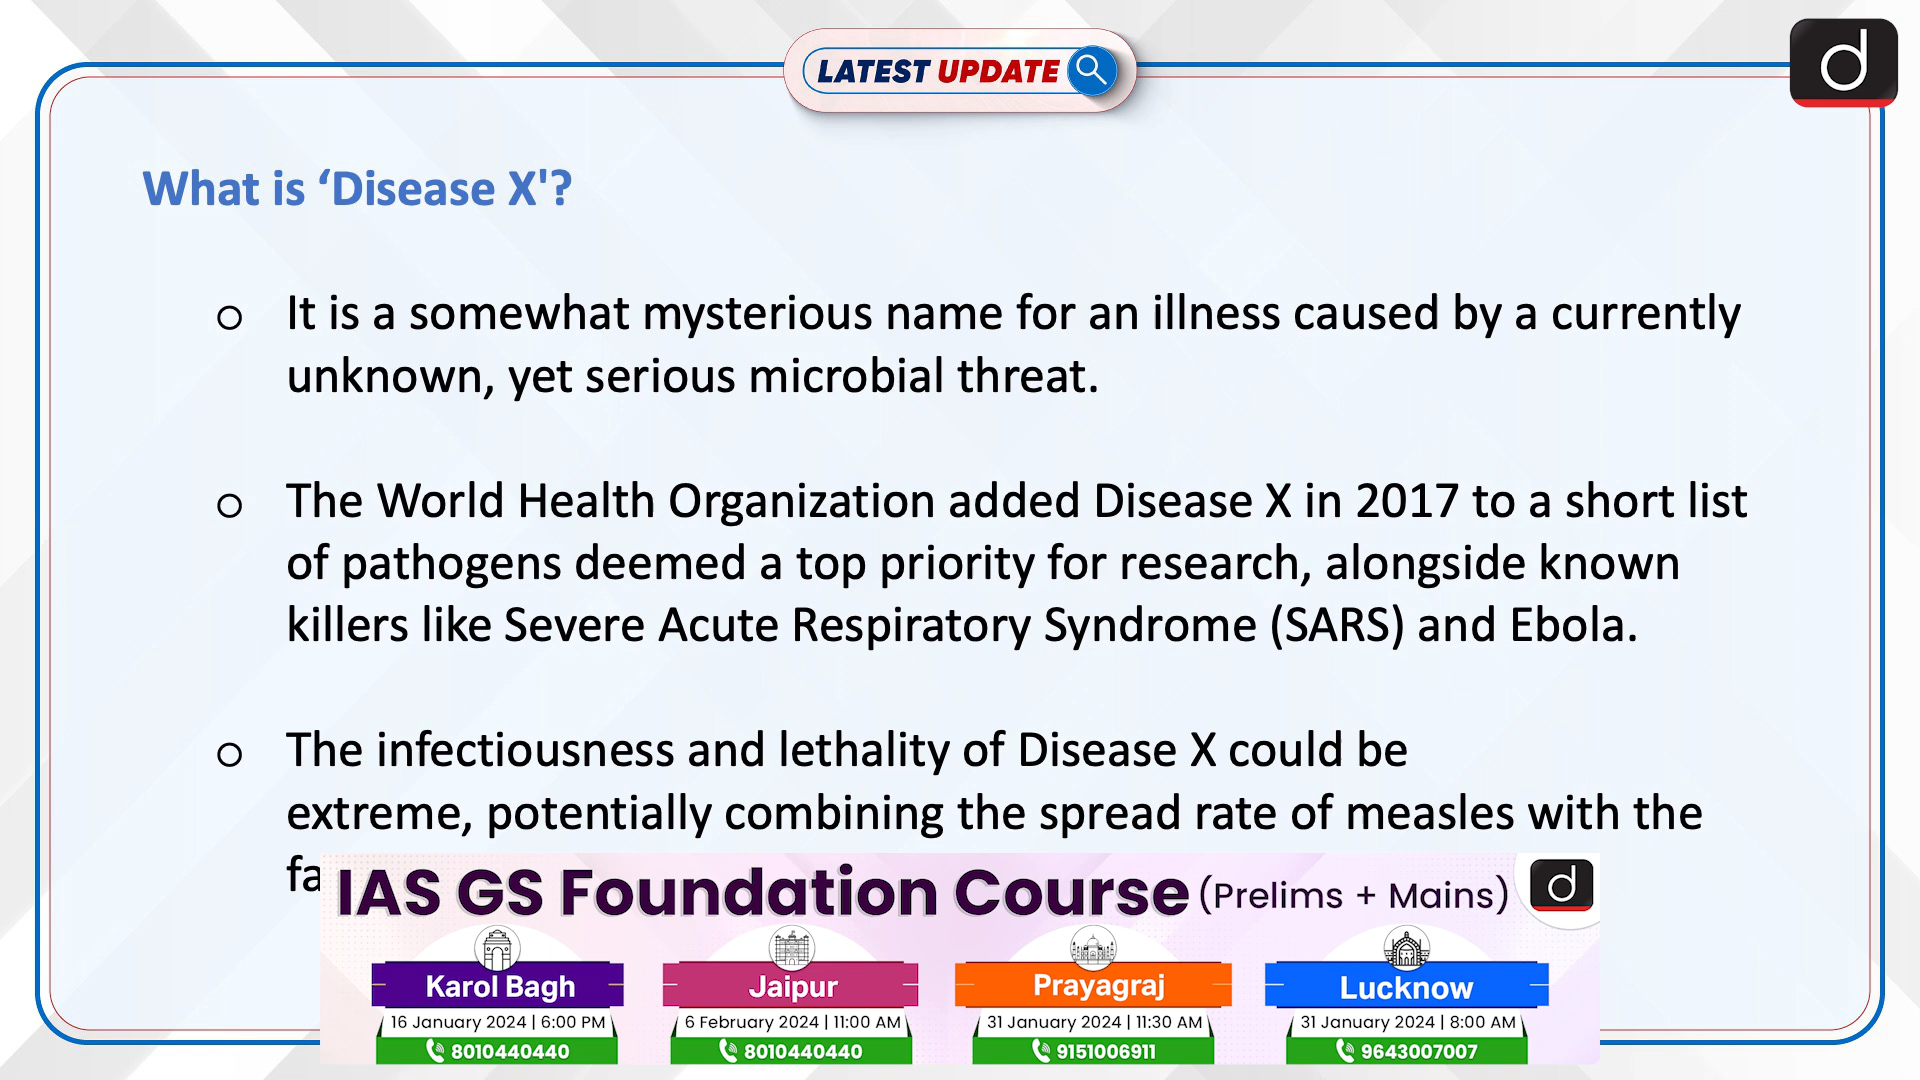 LATEST UPDATE
d
What is ‘Disease X'?
o It is a somewhat mysterious name for an illness caused by a currently
unknown, yet serious microbial threat.
o The World Health Organization added Disease X in 2017 to a short list
of pathogens deemed a top priority for research, alongside known
killers like Severe Acute Respiratory Syndrome (SARS) and Ebola.
o The infectiousness and lethality of Disease X could be
extreme, potentially combining the spread rate of measles with the
IAS GS Foundation Course (Prelims + Mains)
d
Karol Bagh
16 January 2024 | 6:00 PM
8010440440
Jaipur
6 February 2024 | 11:00 AM
8010440440
Prayagraj
31 January 2024 | 11:30 AM
9151006911
Lucknow
31 January 2024 | 8:00 AM
9643007007